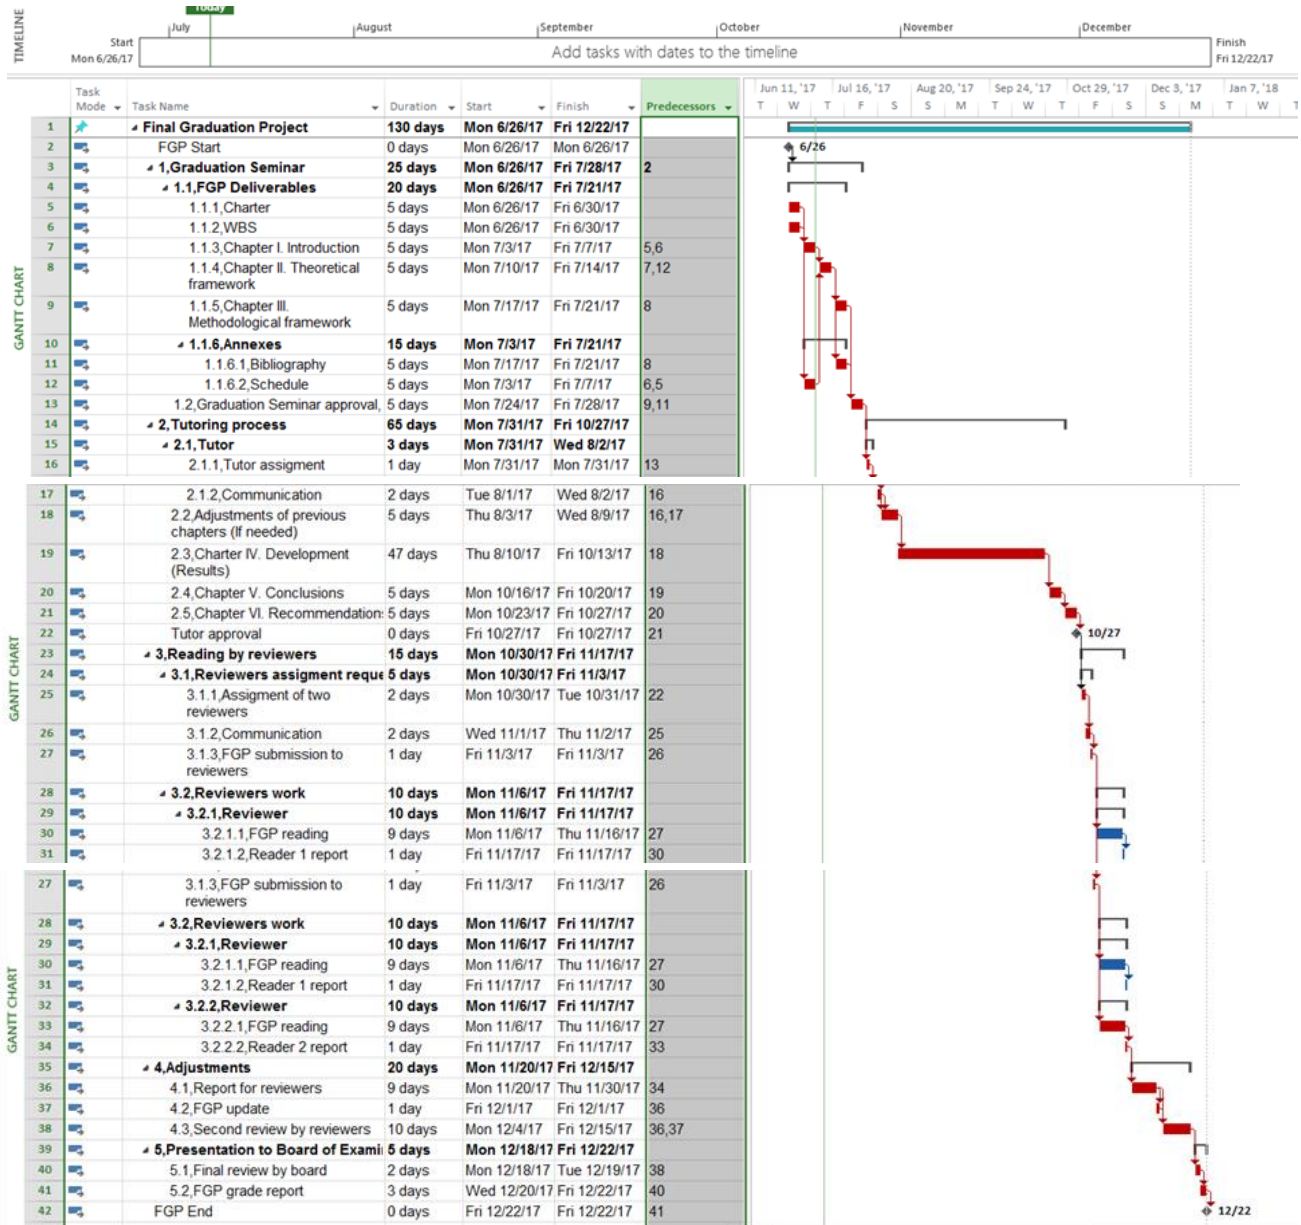 Today
July August September October November December
TIMELINE
Start
Mon 6/26/17
Add tasks with dates to the timeline
Finish
Fri 12/22/17
Task Mode Task Name Duration Start Finish Predecessors
Jun 11, '17 Jul 16, '17 Aug 20, '17 Sep 24, '17 Oct 29, '17 Dec 3, '17 Jan 7, '18
T W T F S S M T W T F S S M T W T
GANTT CHART
1 Final Graduation Project 130 days Mon 6/26/17 Fri 12/22/17
2 FGP Start 0 days Mon 6/26/17 Mon 6/26/17 6/26
3 1,Graduation Seminar 25 days Mon 6/26/17 Fri 7/28/17 2
4 1.1,FGP Deliverables 20 days Mon 6/26/17 Fri 7/21/17
5 1.1.1,Charter 5 days Mon 6/26/17 Fri 6/30/17
6 1.1.2,WBS 5 days Mon 6/26/17 Fri 6/30/17
7 1.1.3,Chapter I. Introduction 5 days Mon 7/3/17 Fri 7/7/17 5,6
8 1.1.4,Chapter II. Theoretical 5 days Mon 7/10/17 Fri 7/14/17 7,12
framework
9 1.1.5,Chapter III. 5 days Mon 7/17/17 Fri 7/21/17 8
Methodological framework
10 1.1.6,Annexes 15 days Mon 7/3/17 Fri 7/21/17
11 1.1.6.1,Bibliography 5 days Mon 7/17/17 Fri 7/21/17 8
12 1.1.6.2,Schedule 5 days Mon 7/3/17 Fri 7/7/17 6,5
13 1.2,Graduation Seminar approval, 5 days Mon 7/24/17 Fri 7/28/17 9,11
14 2,Tutoring process 65 days Mon 7/31/17 Fri 10/27/17
15 2.1,Tutor 3 days Mon 7/31/17 Wed 8/2/17
16 2.1.1,Tutor assigment 1 day Mon 7/31/17 Mon 7/31/17 13
GANTT CHART
17 2.1.2,Communication 2 days Tue 8/1/17 Wed 8/2/17 16
18 2.2,Adjustments of previous 5 days Thu 8/3/17 Wed 8/9/17 16,17
chapters (If needed)
19 2.3,Charter IV. Development 47 days Thu 8/10/17 Fri 10/13/17 18
(Results)
20 2.4,Chapter V. Conclusions 5 days Mon 10/16/17 Fri 10/20/17 19
21 2.5,Chapter VI. Recommendation: 5 days Mon 10/23/17 Fri 10/27/17 20
22 Tutor approval 0 days Fri 10/27/17 Fri 10/27/17 21 10/27
23 3,Reading by reviewers 15 days Mon 10/30/17 Fri 11/17/17
24 3.1,Reviewers assigment reque 5 days Mon 10/30/17 Fri 11/3/17
25 3.1.1,Assigment of two 2 days Mon 10/30/17 Tue 10/31/17 22
reviewers
26 3.1.2,Communication 2 days Wed 11/1/17 Thu 11/2/17 25
27 3.1.3,FGP submission to 1 day Fri 11/3/17 Fri 11/3/17 26
reviewers
28 3.2,Reviewers work 10 days Mon 11/6/17 Fri 11/17/17
29 3.2.1,Reviewer 10 days Mon 11/6/17 Fri 11/17/17
30 3.2.1.1,FGP reading 9 days Mon 11/6/17 Thu 11/16/17 27
31 3.2.1.2,Reader 1 report 1 day Fri 11/17/17 Fri 11/17/17 30
GANTT CHART
27 3.1.3,FGP submission to 1 day Fri 11/3/17 Fri 11/3/17 26
reviewers
28 3.2,Reviewers work 10 days Mon 11/6/17 Fri 11/17/17
29 3.2.1,Reviewer 10 days Mon 11/6/17 Fri 11/17/17
30 3.2.1.1,FGP reading 9 days Mon 11/6/17 Thu 11/16/17 27
31 3.2.1.2,Reader 1 report 1 day Fri 11/17/17 Fri 11/17/17 30
32 3.2.2,Reviewer 10 days Mon 11/6/17 Fri 11/17/17
33 3.2.2.1,FGP reading 9 days Mon 11/6/17 Thu 11/16/17 27
34 3.2.2.2,Reader 2 report 1 day Fri 11/17/17 Fri 11/17/17 33
35 4,Adjustments 20 days Mon 11/20/17 Fri 12/15/17
36 4.1,Report for reviewers 9 days Mon 11/20/17 Thu 11/30/17 34
37 4.2,FGP update 1 day Fri 12/1/17 Fri 12/1/17 36
38 4.3,Second review by reviewers 10 days Mon 12/4/17 Fri 12/15/17 36,37
39 5,Presentation to Board of Exami 5 days Mon 12/18/17 Fri 12/22/17
40 5.1,Final review by board 2 days Mon 12/18/17 Tue 12/19/17 38
41 5.2,FGP grade report 3 days Wed 12/20/17 Fri 12/22/17 40
42 FGP End 0 days Fri 12/22/17 Fri 12/22/17 41 12/22